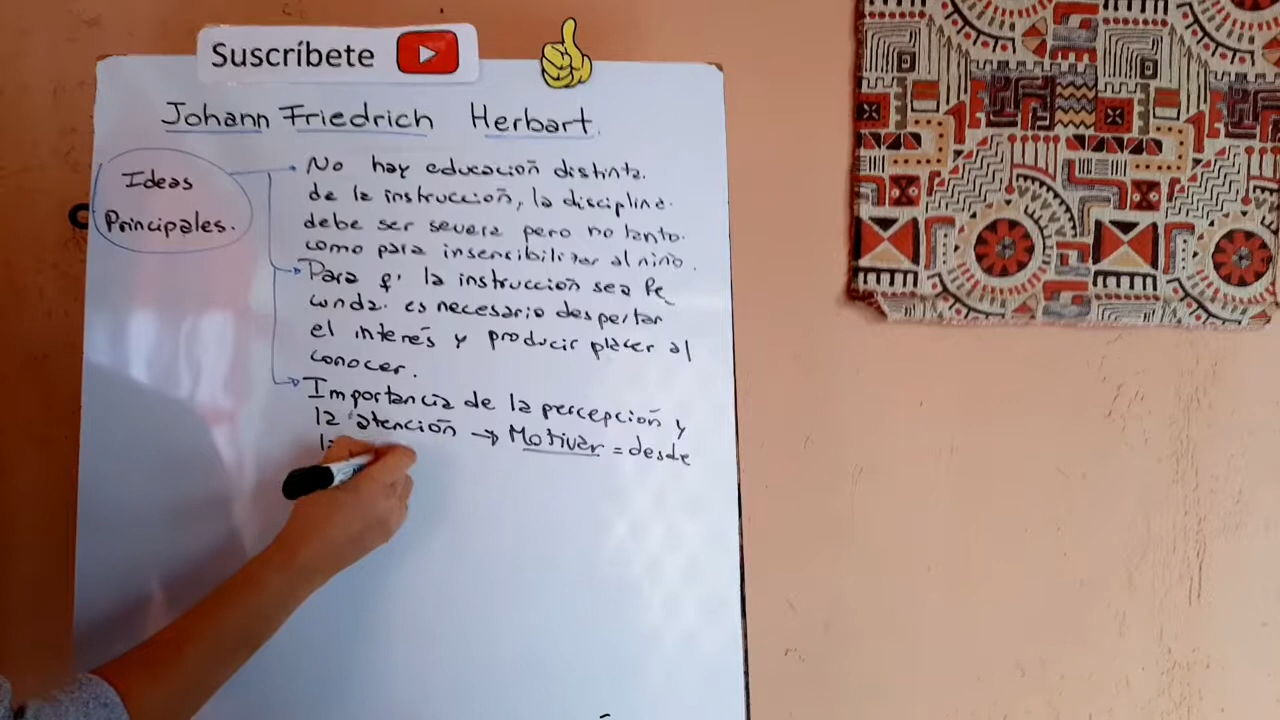 Suscríbete
Johann Friedrich Herbart.
Ideas
Principales.
No hay educación distinta
de la instrucción, la disciplina
debe ser severa pero no tanto
como para insensibilizar al niño.
Para q' la instrucción sea fe
cunda es necesario despertar
el interés y producir placer al
conocer.
Importancia de la percepción y
la atención → Motivar = desde